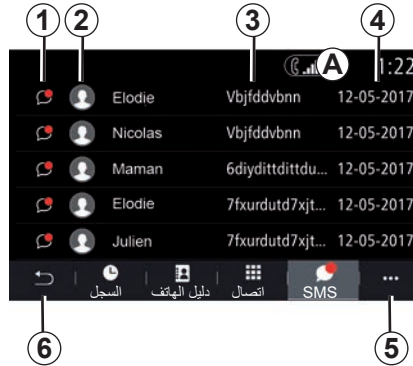 1 2 3 4
A 1:22
Elodie Vbjfddvbnn 12-05-2017
Nicolas Vbjfddvbnn 12-05-2017
Maman 6diydittdittdu... 12-05-2017
Elodie 7fxurdutd7xjt... 12-05-2017
Julien 7fxurdutd7xjt... 12-05-2017
السجل دليل الهاتف اتصال SMS ...
6 5